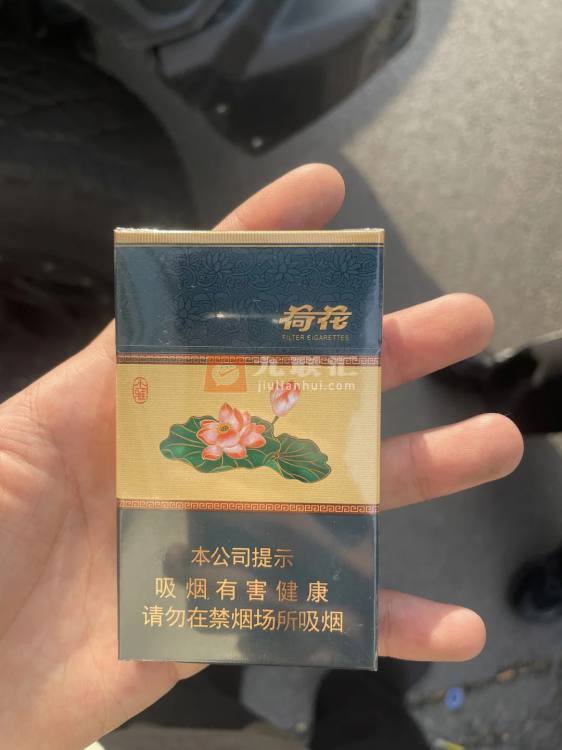 荷花
FILTER CIGARETTES
jiulianhui.com
本公司提示
吸烟有害健康
请勿在禁烟场所吸烟